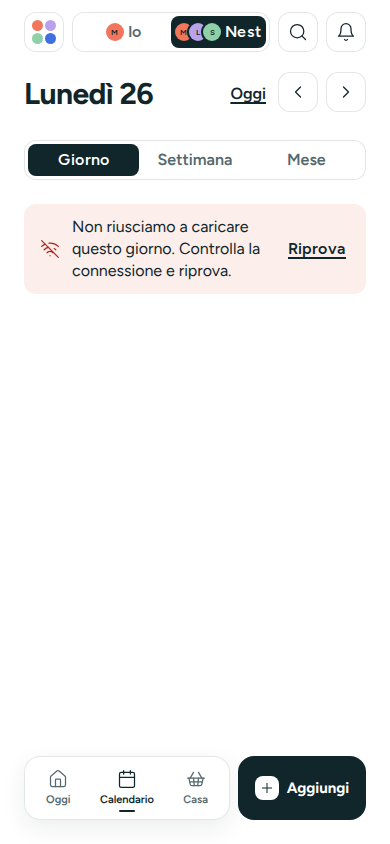 M Io M L S Nest
Lunedì 26 Oggi
Giorno Settimana Mese
Non riusciamo a caricare
questo giorno. Controlla la
connessione e riprova.
Riprova
Oggi Calendario Casa Aggiungi